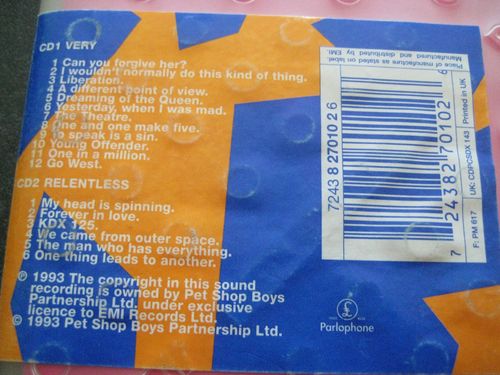 CD1 VERY
1 Can you forgive her?
2 I wouldn't normally do this kind of thing.
3 Liberation.
4 A different point of view.
5 Dreaming of the Queen.
6 Yesterday, when I was mad.
7 The Theatre.
8 One and one make five.
9 To speak is a sin.
10 Young Offender.
11 One in a million.
12 Go West.
CD2 RELENTLESS
1 My head is spinning.
2 Forever in love.
3 KDX 125.
4 We came from outer space.
5 The man who has everything.
6 One thing leads to another.
℗ 1993 The copyright in this sound
recording is owned by Pet Shop Boys
Partnership Ltd. under exclusive
licence to EMI Records Ltd.
© 1993 Pet Shop Boys Partnership Ltd.
Place of manufacture as stated on label.
Manufactured and distributed by EMI.
7243 8 27010 2 6
7 24382 70102 6
F: PM 617
UK: CDPCSDX 143
Printed in UK
£
Parlophone